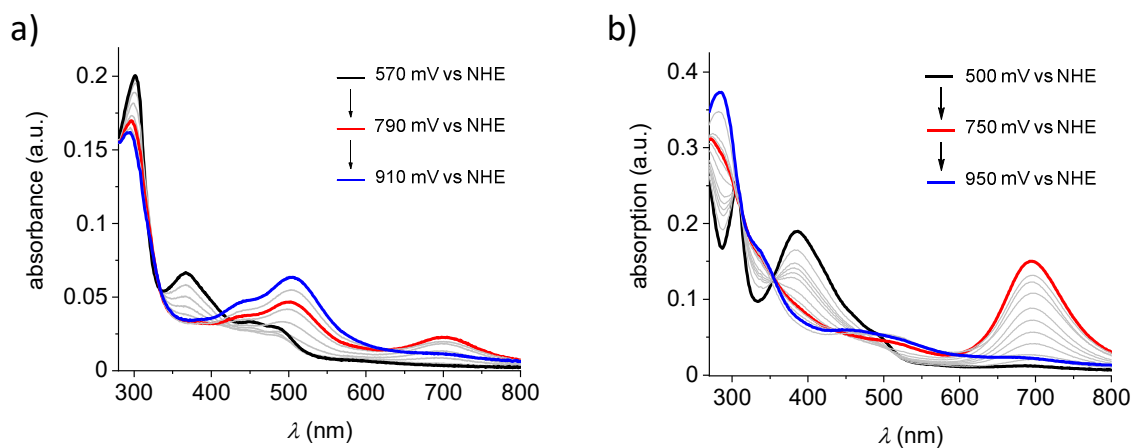 a)
absorbance (a.u.)
0.2
0.15
0.1
0.05
0
300 400 500 600 700 800
λ (nm)
570 mV vs NHE
790 mV vs NHE
910 mV vs NHE
b)
absorption (a.u.)
0.4
0.3
0.2
0.1
0
300 400 500 600 700 800
λ (nm)
500 mV vs NHE
750 mV vs NHE
950 mV vs NHE